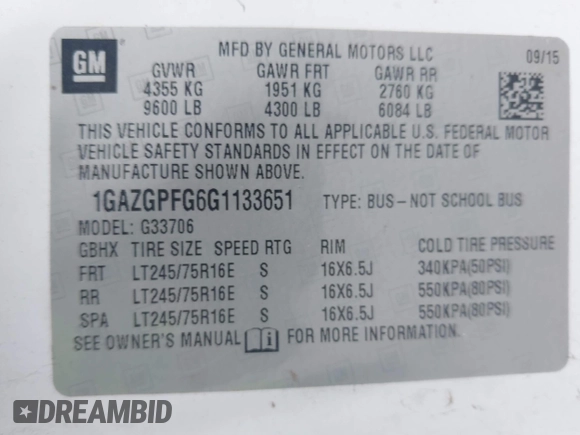 GM
MFD BY GENERAL MOTORS LLC 09/15
GVWR GAWR FRT GAWR RR
4355 KG 1951 KG 2760 KG
9600 LB 4300 LB 6084 LB
THIS VEHICLE CONFORMS TO ALL APPLICABLE U.S. FEDERAL MOTOR
VEHICLE SAFETY STANDARDS IN EFFECT ON THE DATE OF
MANUFACTURE SHOWN ABOVE.
1GAZGPFG6G1133651 TYPE: BUS-NOT SCHOOL BUS
MODEL: G33706
GBHX TIRE SIZE SPEED RTG RIM COLD TIRE PRESSURE
FRT LT245/75R16E S 16X6.5J 340KPA(50PSI)
RR LT245/75R16E S 16X6.5J 550KPA(80PSI)
SPA LT245/75R16E S 16X6.5J 550KPA(80PSI)
SEE OWNER'S MANUAL i FOR MORE INFORMATION.
DREAMBID